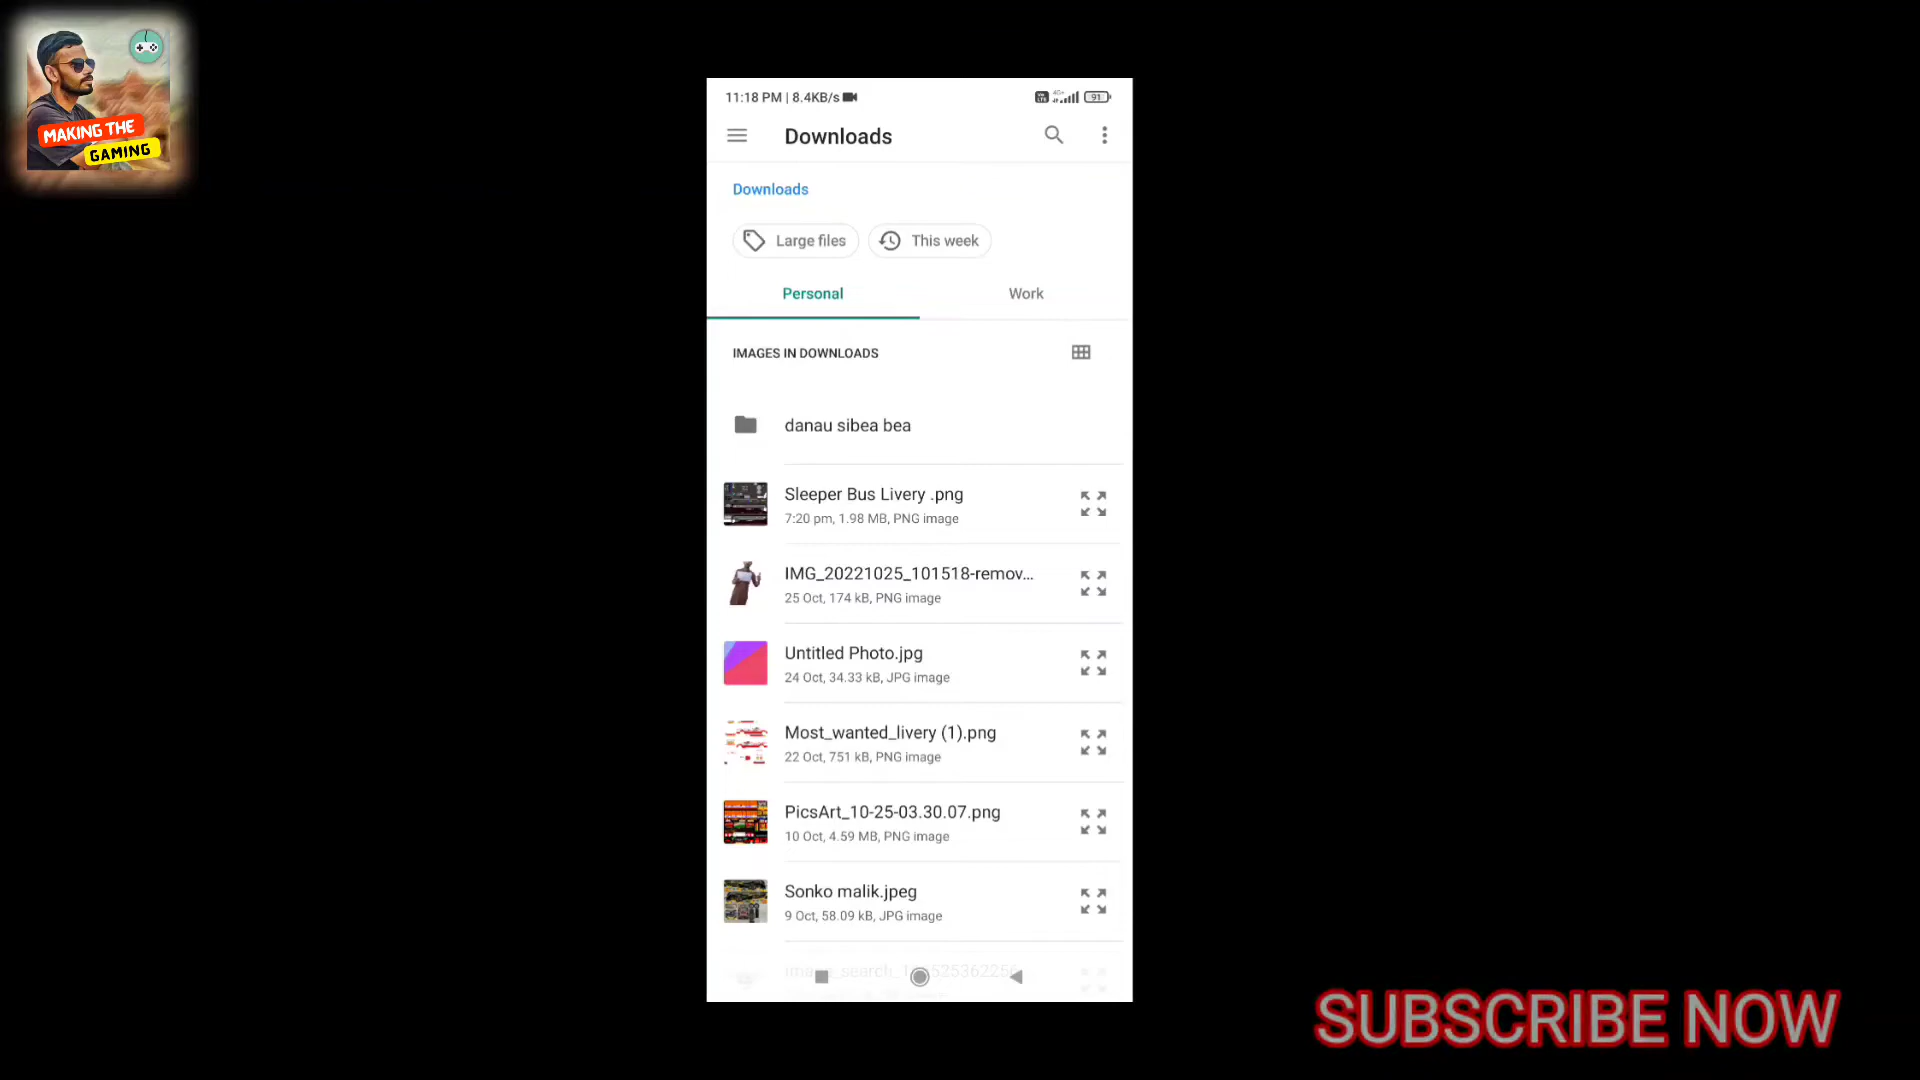 MAKING THE
GAMING
11:18 PM | 8.4KB/s
Vo
LTE
4G+
91
Downloads
Downloads
Large files
This week
Personal
Work
IMAGES IN DOWNLOADS
danau sibea bea
Sleeper Bus Livery .png
7:20 pm, 1.98 MB, PNG image
IMG_20221025_101518-remov...
25 Oct, 174 kB, PNG image
Untitled Photo.jpg
24 Oct, 34.33 kB, JPG image
Most_wanted_livery (1).png
22 Oct, 751 kB, PNG image
PicsArt_10-25-03.30.07.png
10 Oct, 4.59 MB, PNG image
Sonko malik.jpeg
9 Oct, 58.09 kB, JPG image
SUBSCRIBE NOW